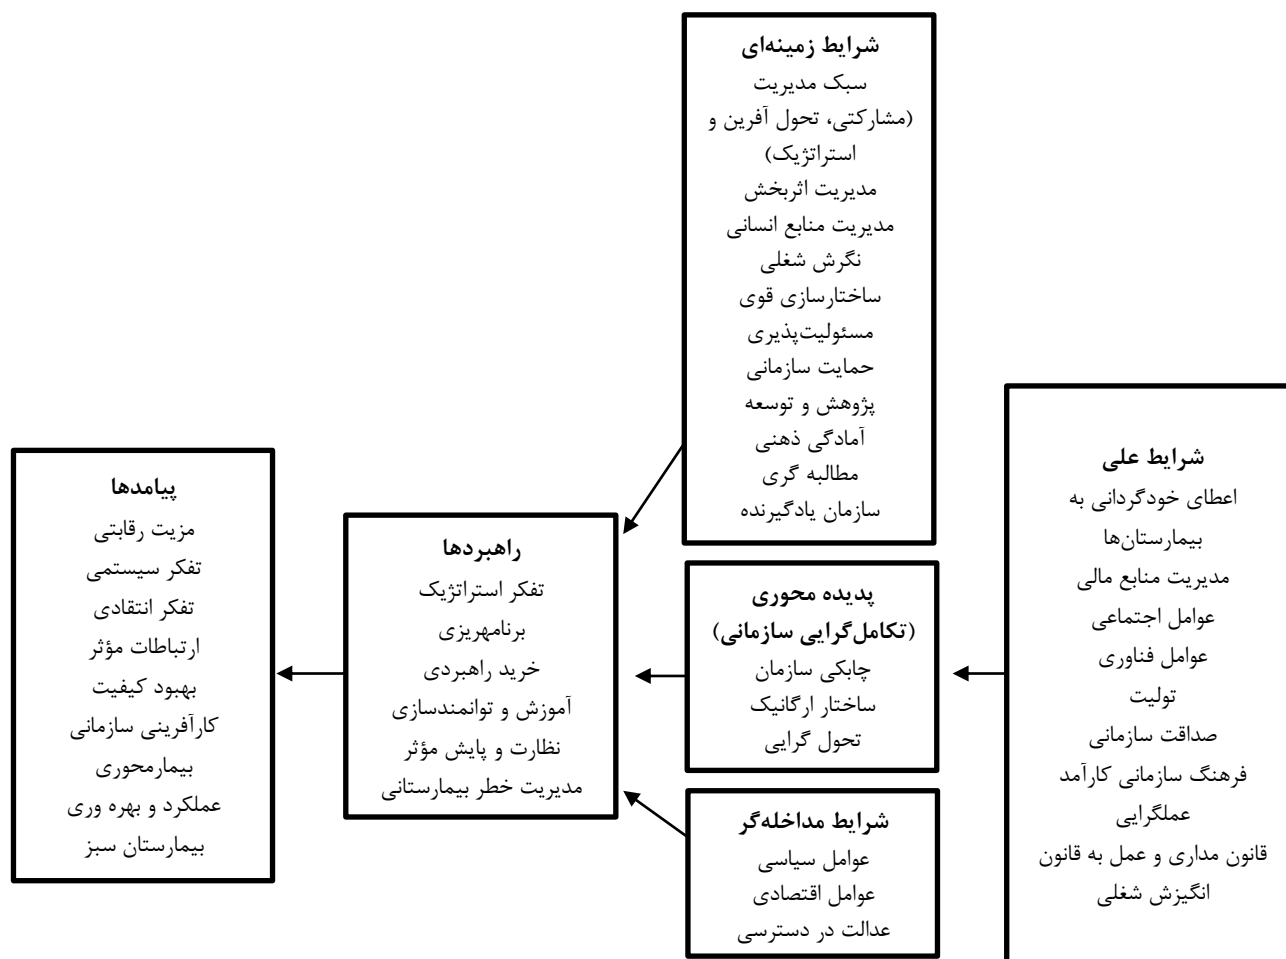 شرایط زمینه‌ای
سبک مدیریت
(مشارکتی، تحول آفرین و
استراتژیک)
مدیریت اثربخش
مدیریت منابع انسانی
نگرش شغلی
ساختارسازی قوی
مسئولیت‌پذیری
حمایت سازمانی
پژوهش و توسعه
آمادگی ذهنی
مطالبه گری
سازمان یادگیرنده
شرایط علی
اعطای خودگردانی به
بیمارستان‌ها
مدیریت منابع مالی
عوامل اجتماعی
عوامل فناوری
تولیت
صداقت سازمانی
فرهنگ سازمانی کارآمد
عملگرایی
قانون مداری و عمل به قانون
انگیزش شغلی
پدیده محوری
(تکامل‌گرایی سازمانی)
چابکی سازمان
ساختار ارگانیک
تحول گرایی
شرایط مداخله‌گر
عوامل سیاسی
عوامل اقتصادی
عدالت در دسترسی
راهبردها
تفکر استراتژیک
برنامهریزی
خرید راهبردی
آموزش و توانمندسازی
نظارت و پایش مؤثر
مدیریت خطر بیمارستانی
پیامدها
مزیت رقابتی
تفکر سیستمی
تفکر انتقادی
ارتباطات مؤثر
بهبود کیفیت
کارآفرینی سازمانی
بیمارمحوری
عملکرد و بهره وری
بیمارستان سبز